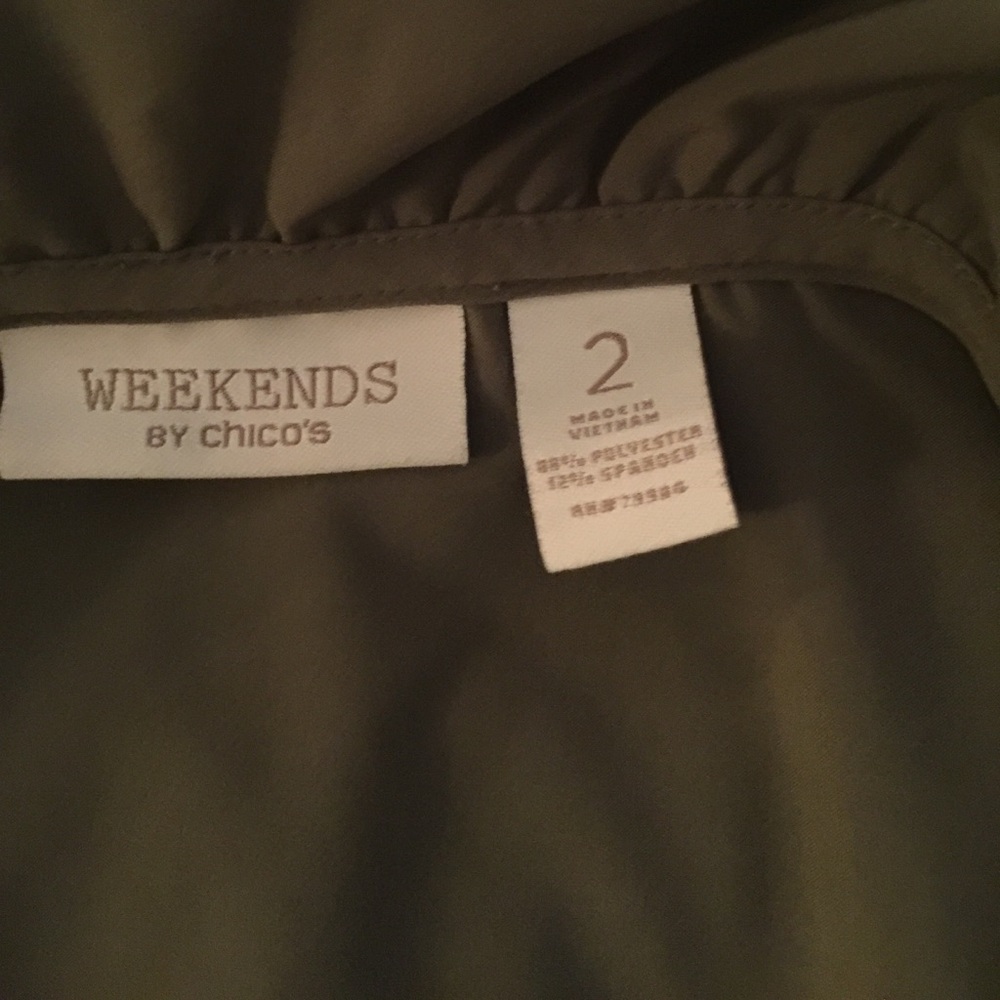 WEEKENDS
BY CHICO'S
2
MADE IN
VIETNAM
88% POLYESTER
12% SPANDEX